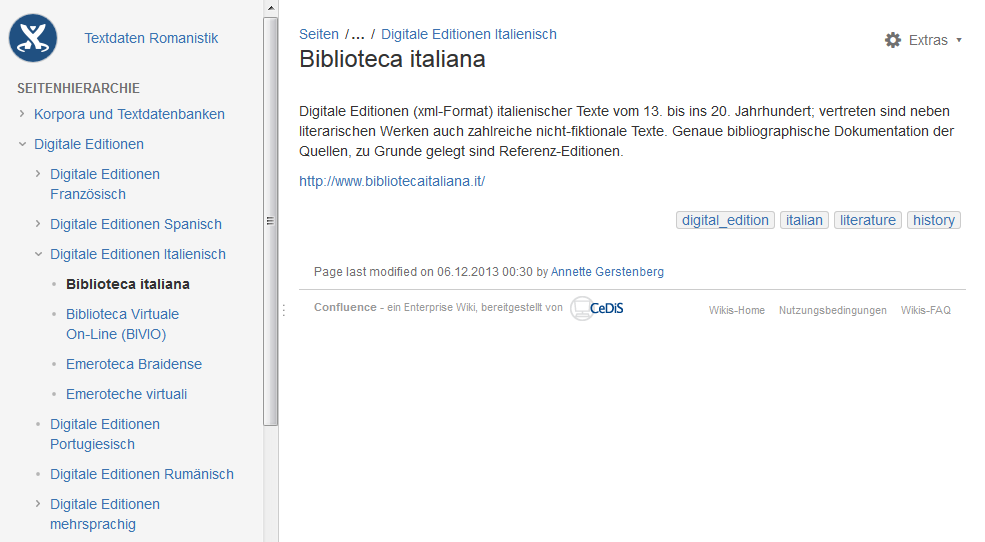 Textdaten Romanistik
SEITENHIERARCHIE
Korpora und Textdatenbanken
Digitale Editionen
Digitale Editionen
Französisch
Digitale Editionen Spanisch
Digitale Editionen Italienisch
Biblioteca italiana
Biblioteca Virtuale
On-Line (BIVIO)
Emeroteca Braidense
Emeroteche virtuali
Digitale Editionen
Portugiesisch
Digitale Editionen Rumänisch
Digitale Editionen
mehrsprachig
Seiten /... / Digitale Editionen Italienisch
Extras
Biblioteca italiana
Digitale Editionen (xml-Format) italienischer Texte vom 13. bis ins 20. Jahrhundert; vertreten sind neben
literarischen Werken auch zahlreiche nicht-fiktionale Texte. Genaue bibliographische Dokumentation der
Quellen, zu Grunde gelegt sind Referenz-Editionen.
http://www.bibliotecaitaliana.it/
digital_edition italian literature history
Page last modified on 06.12.2013 00:30 by Annette Gerstenberg
Confluence - ein Enterprise Wiki, bereitgestellt von CeDiS Wikis-Home Nutzungsbedingungen Wikis-FAQ